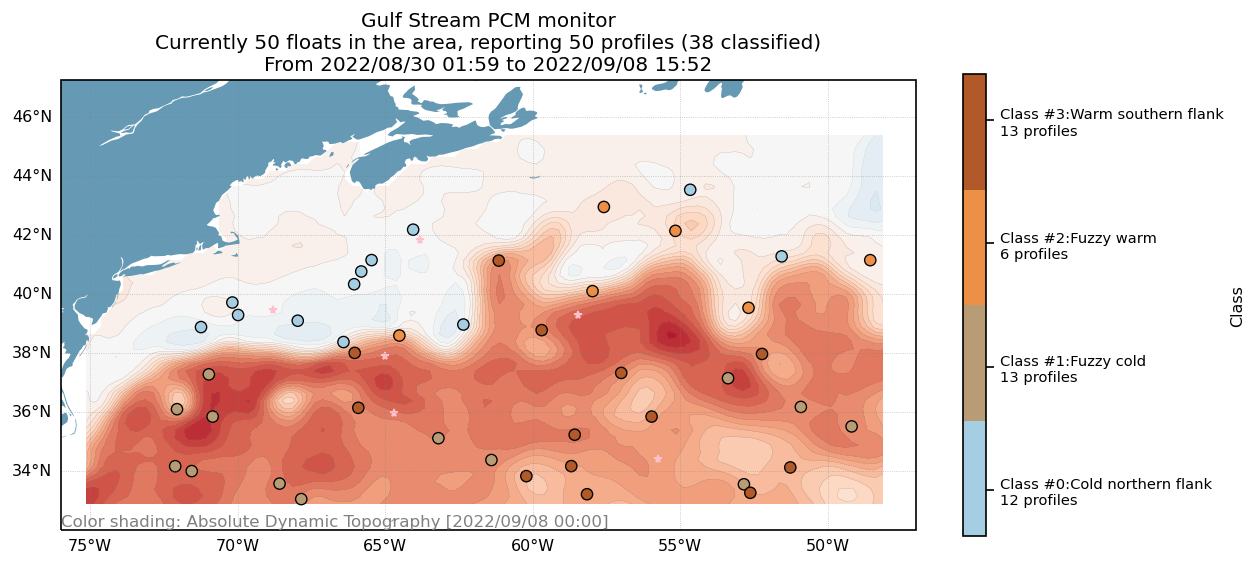 Gulf Stream PCM monitor
Currently 50 floats in the area, reporting 50 profiles (38 classified)
From 2022/08/30 01:59 to 2022/09/08 15:52
46°N
44°N
42°N
40°N
38°N
36°N
34°N
Color shading: Absolute Dynamic Topography [2022/09/08 00:00]
75°W
70°W
65°W
60°W
55°W
50°W
Class #3:Warm southern flank
13 profiles
Class #2:Fuzzy warm
6 profiles
Class #1:Fuzzy cold
13 profiles
Class #0:Cold northern flank
12 profiles
Class